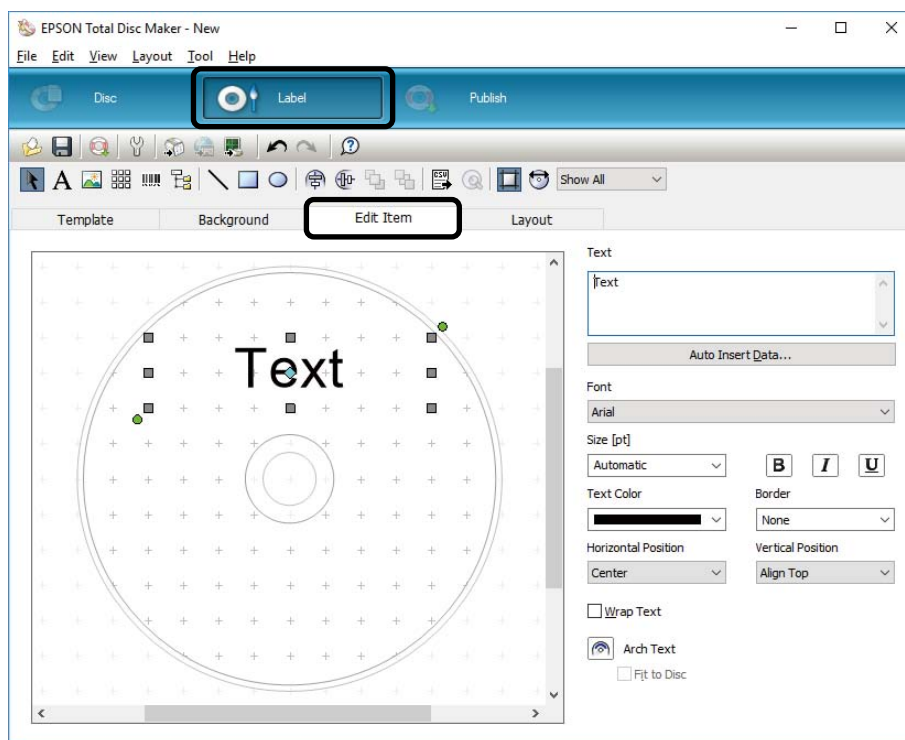 EPSON Total Disc Maker - New
File Edit View Layout Tool Help
Disc Label Publish
A CSV Show All
Template Background Edit Item Layout
Text
Text
Text
Auto Insert Data...
Font
Arial
Size [pt]
Automatic B I U
Text Color Border
None
Horizontal Position Vertical Position
Center Align Top
Wrap Text
Arch Text
Fit to Disc